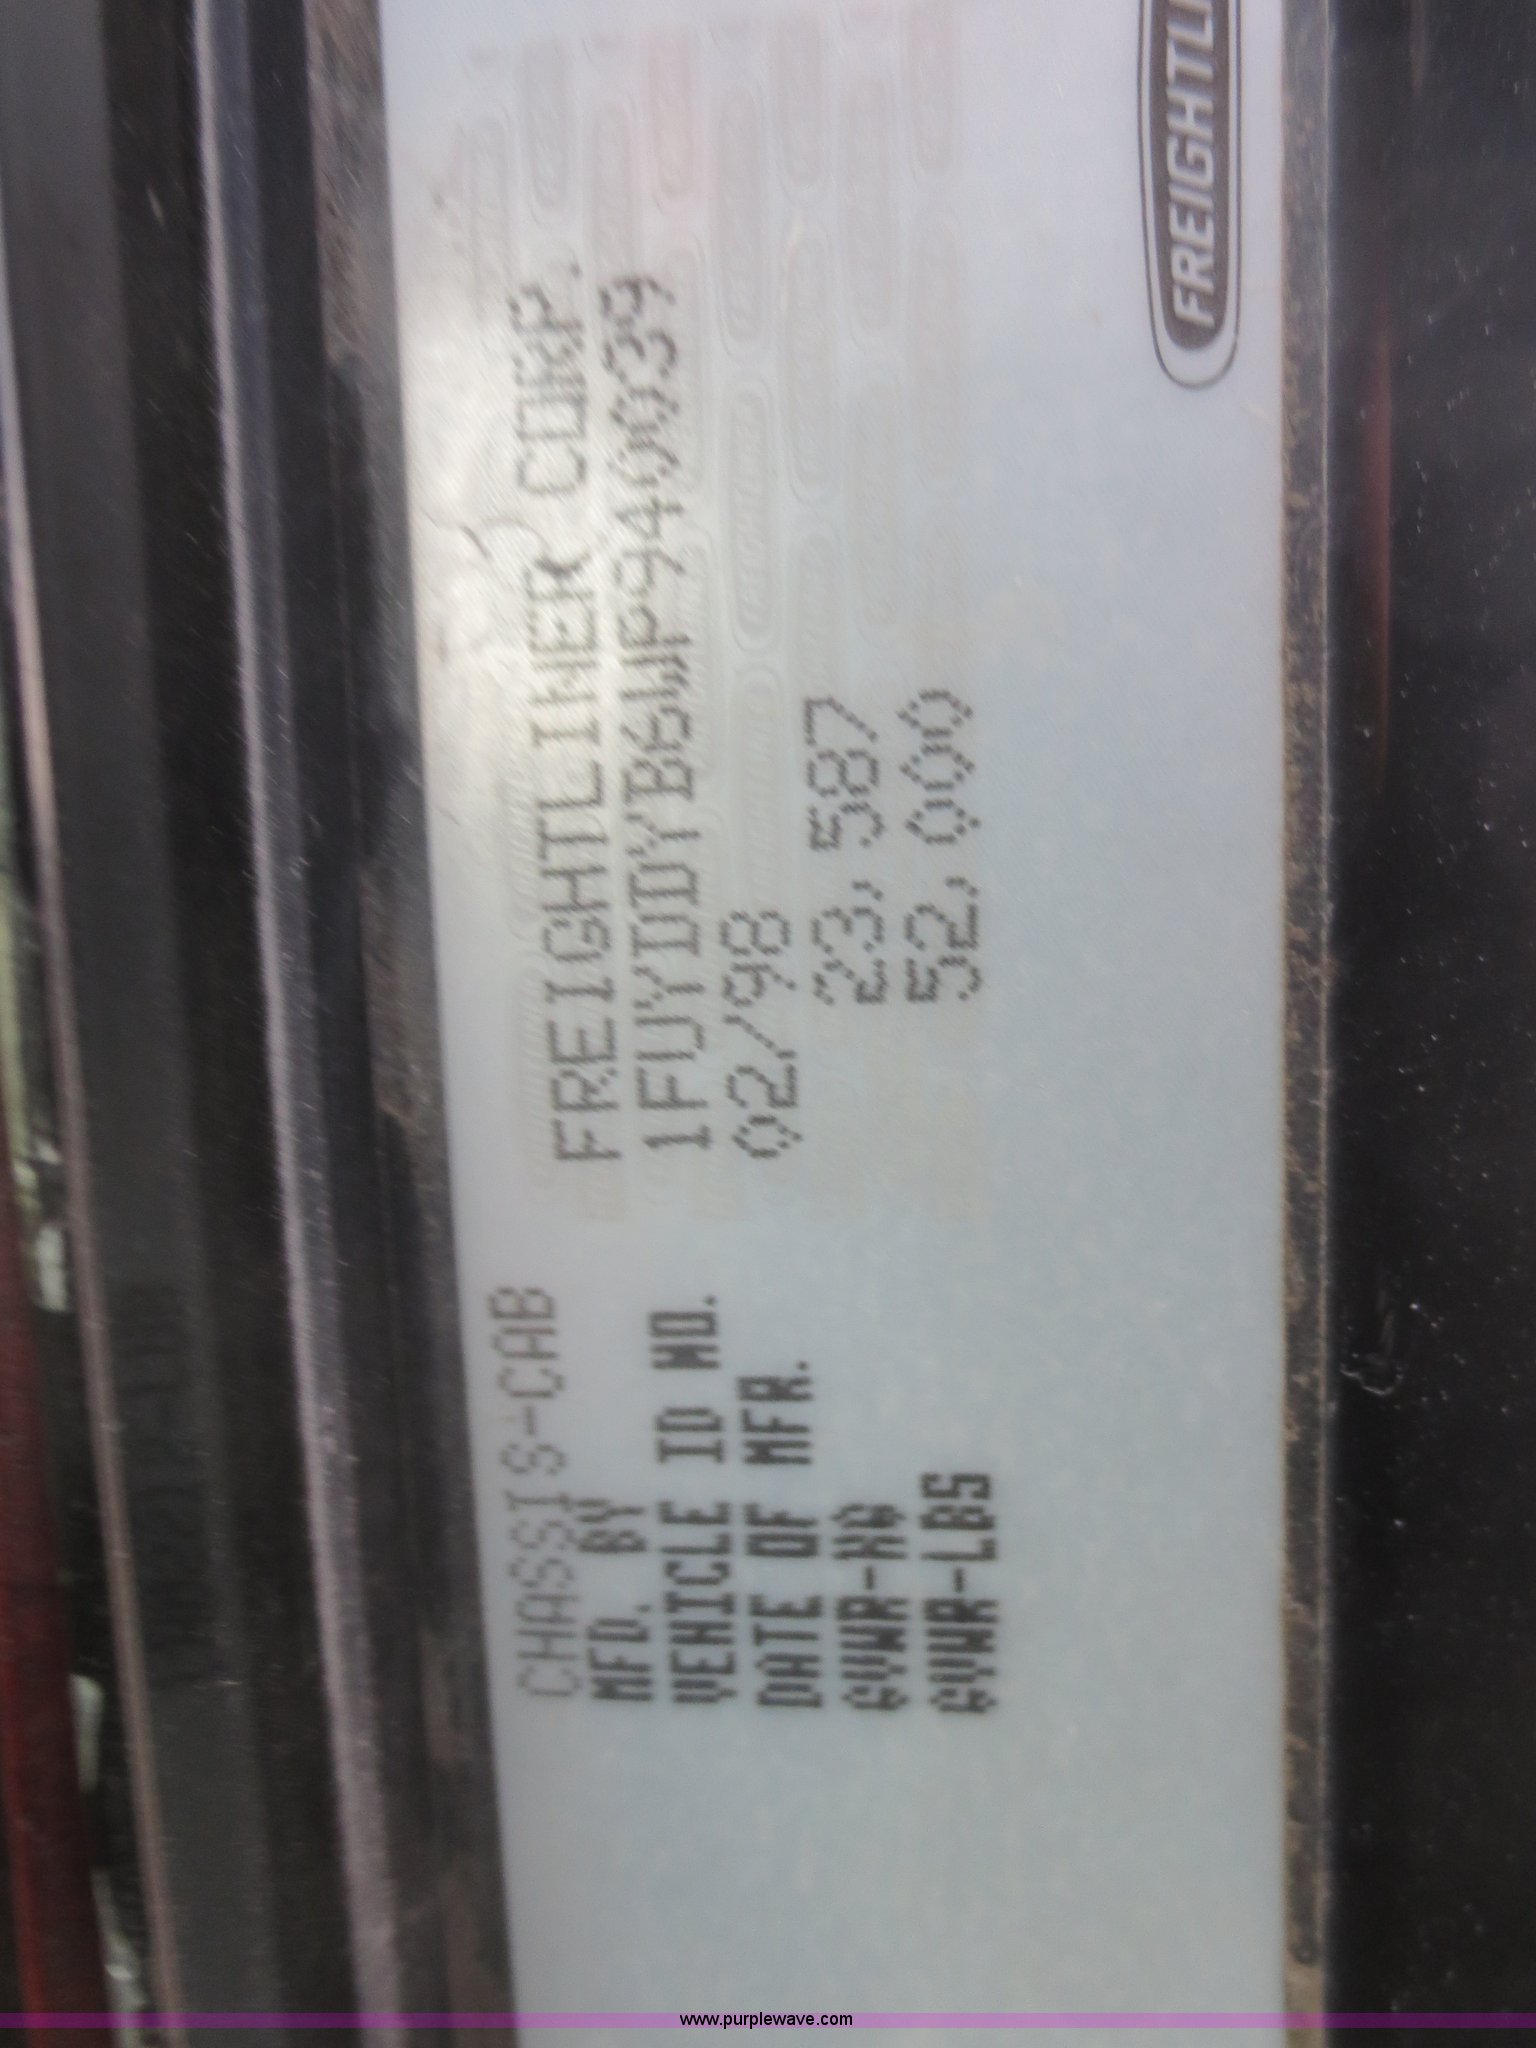 CHASSIS-CAB
MFD. BY FREIGHTLINER CORP.
VEHICLE ID NO. 1FUYDDYB6WP940039
DATE OF MFR. 02/98
GVWR-KG 23,587
GVWR-LBS 52,000
FREIGHTLI
www.purplewave.com